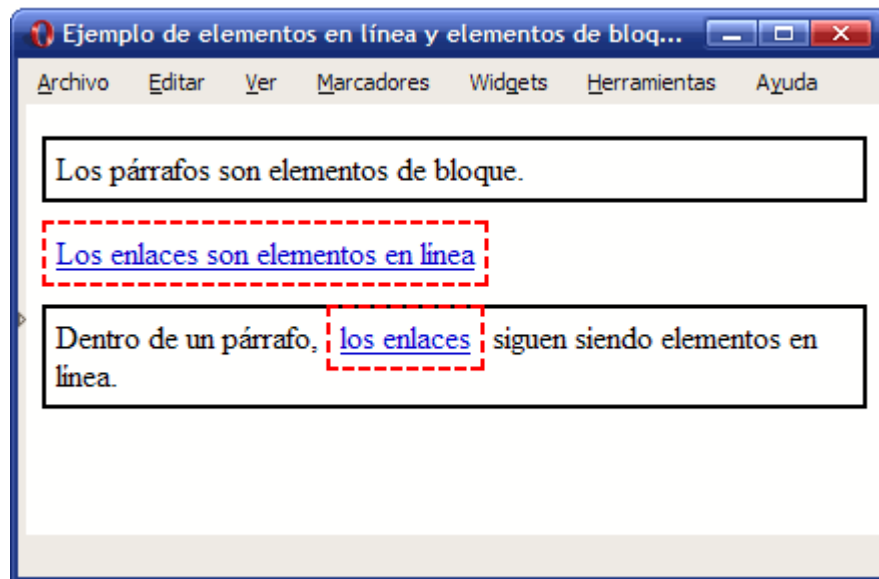 Ejemplo de elementos en línea y elementos de bloq...
Archivo Editar Ver Marcadores Widgets Herramientas Ayuda
Los párrafos son elementos de bloque.
Los enlaces son elementos en línea
Dentro de un párrafo, los enlaces siguen siendo elementos en
línea.